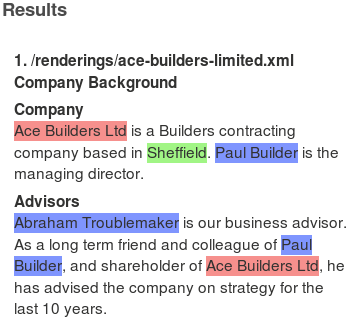 Results
1. /renderings/ace-builders-limited.xml
Company Background
Company
Ace Builders Ltd is a Builders contracting
company based in Sheffield. Paul Builder is the
managing director.
Advisors
Abraham Troublemaker is our business advisor.
As a long term friend and colleague of Paul
Builder, and shareholder of Ace Builders Ltd, he
has advised the company on strategy for the
last 10 years.